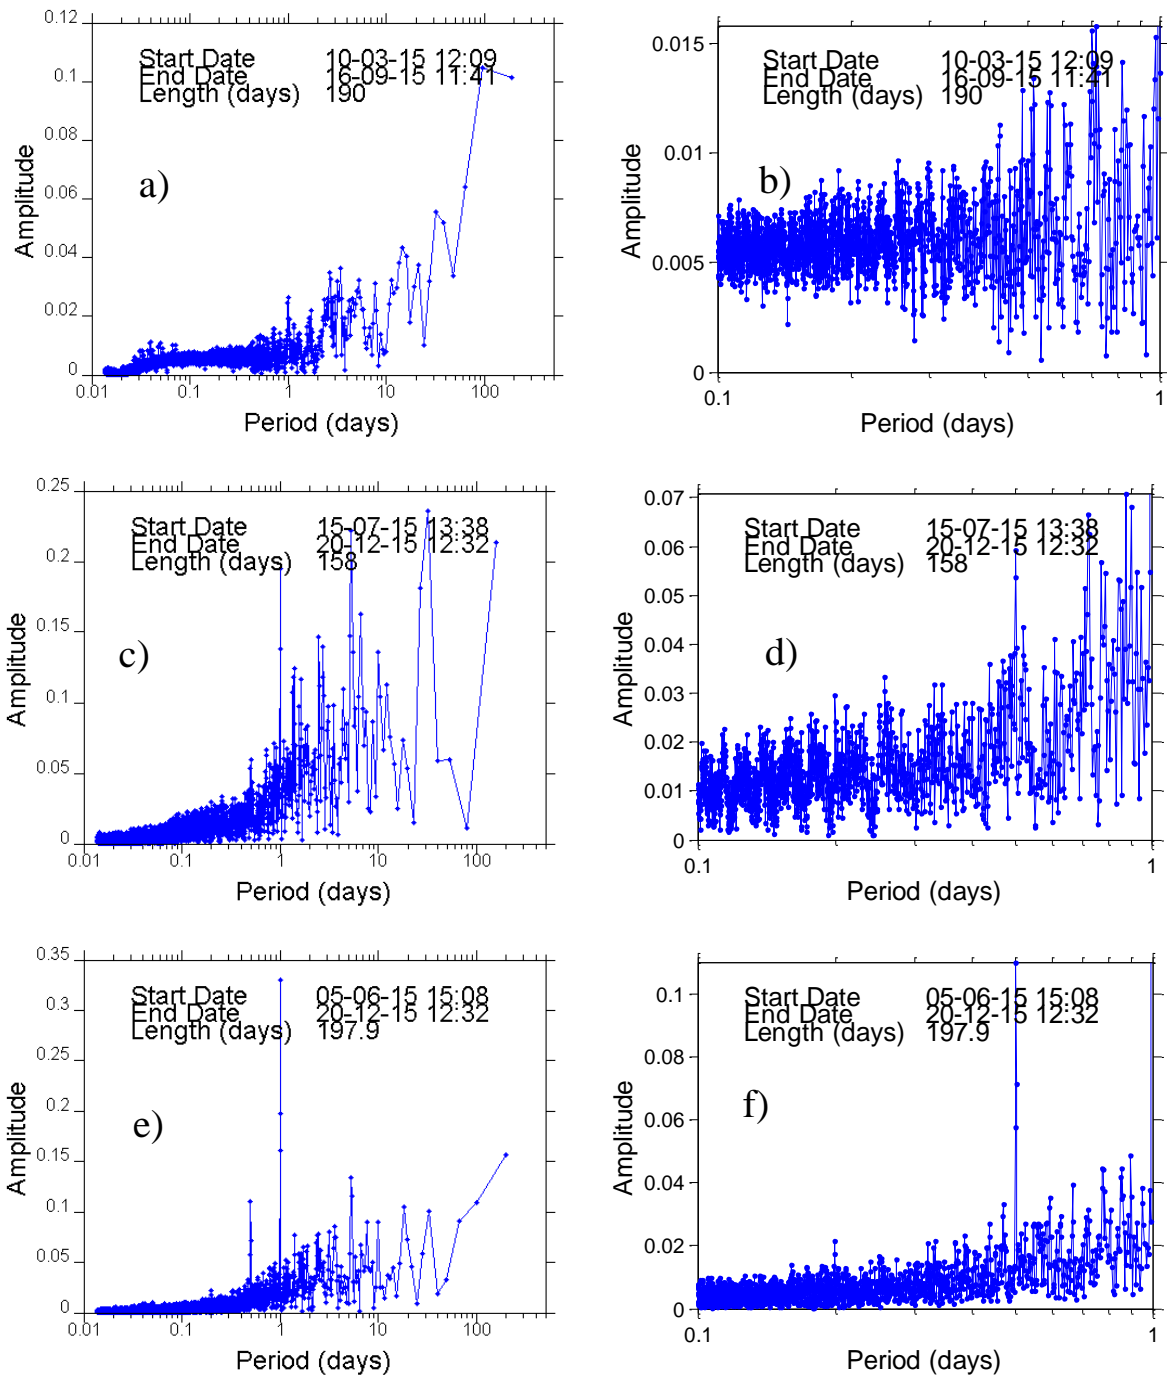 0.12
0.1
0.08
0.06
0.04
0.02
0
Amplitude
Start Date 10-03-15 12:09
End Date 16-09-15 11:41
Length (days) 190
a)
0.01 0.1 1 10 100
Period (days)
0.015
0.01
0.005
0
Amplitude
Start Date 10-03-15 12:09
End Date 16-09-15 11:41
Length (days) 190
b)
0.1 1
Period (days)
0.25
0.2
0.15
0.1
0.05
0
Amplitude
Start Date 15-07-15 13:38
End Date 20-12-15 12:32
Length (days) 158
c)
0.01 0.1 1 10 100
Period (days)
0.07
0.06
0.05
0.04
0.03
0.02
0.01
0
Amplitude
Start Date 15-07-15 13:38
End Date 20-12-15 12:32
Length (days) 158
d)
0.1 1
Period (days)
0.35
0.3
0.25
0.2
0.15
0.1
0.05
0
Amplitude
Start Date 05-06-15 15:08
End Date 20-12-15 12:32
Length (days) 197.9
e)
0.01 0.1 1 10 100
Period (days)
0.1
0.08
0.06
0.04
0.02
0
Amplitude
Start Date 05-06-15 15:08
End Date 20-12-15 12:32
Length (days) 197.9
f)
0.1 1
Period (days)